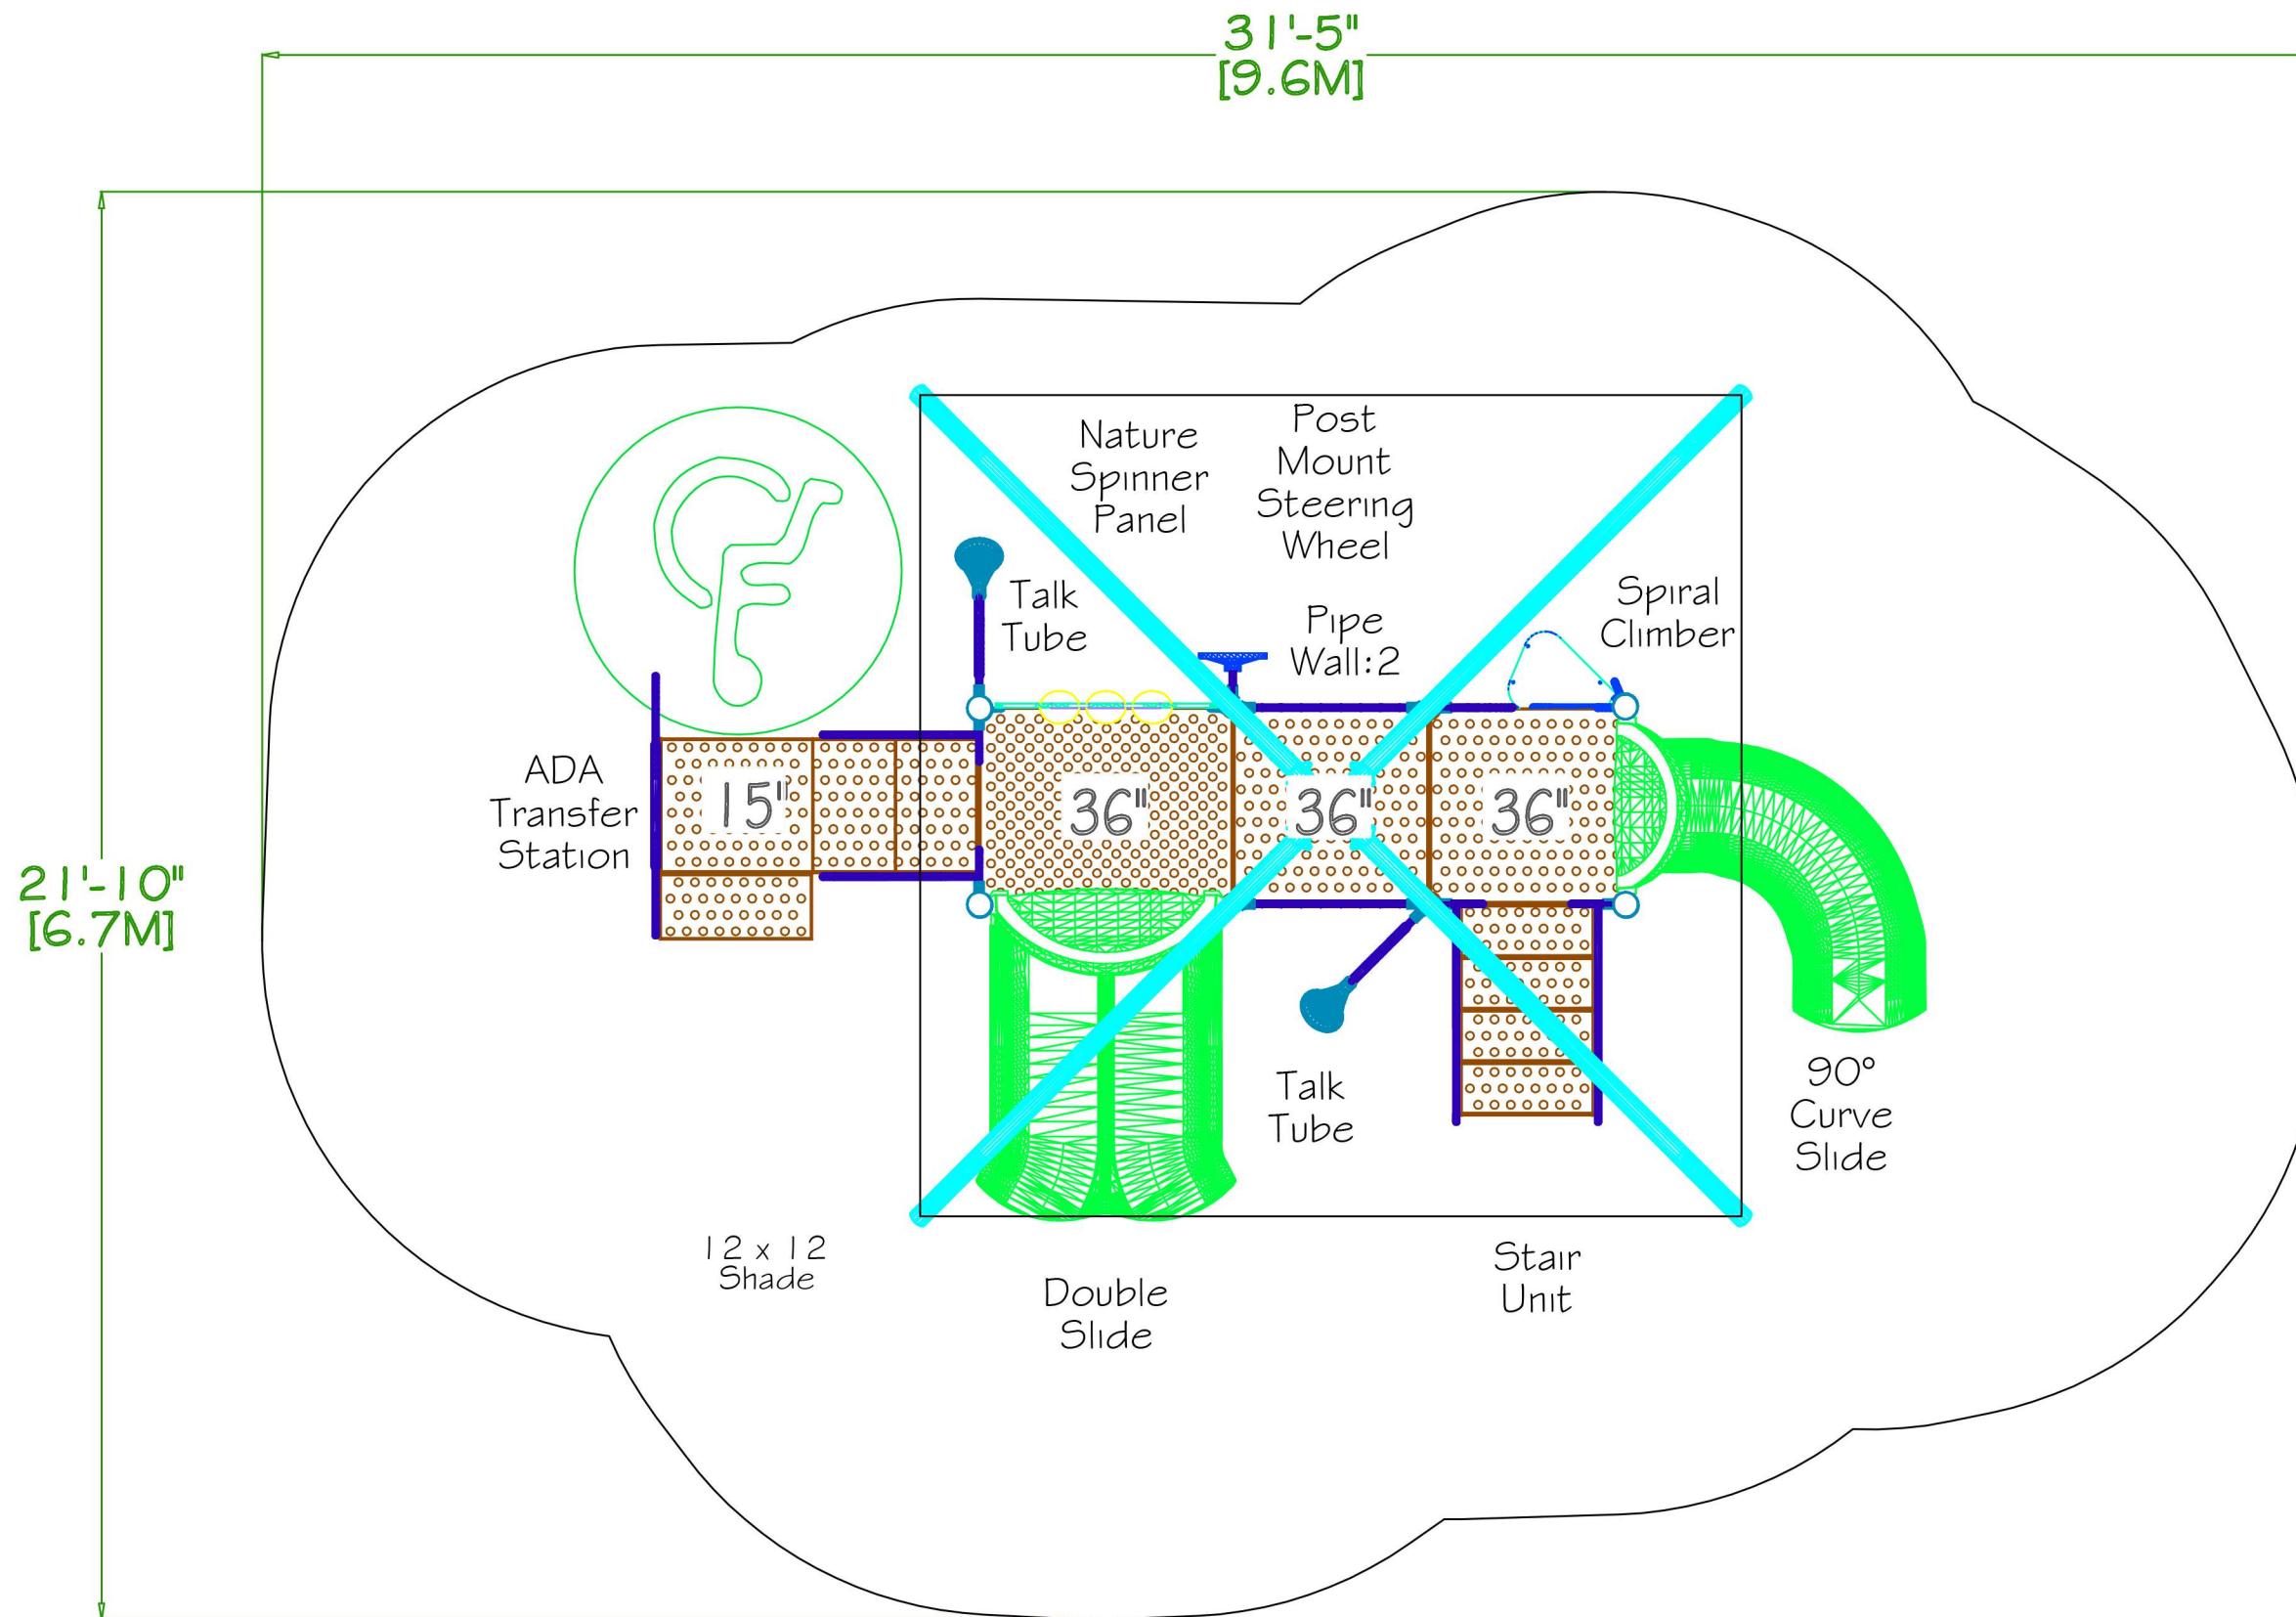 31'-5"
[9.6M]
Nature
Spinner
Panel
Post
Mount
Steering
Wheel
Talk
Tube
Pipe
Wall:2
Spiral
Climber
ADA
Transfer
Station
15"
36"
36"
36"
21'-10"
[6.7M]
Talk
Tube
90°
Curve
Slide
12 x 12
Shade
Double
Slide
Stair
Unit